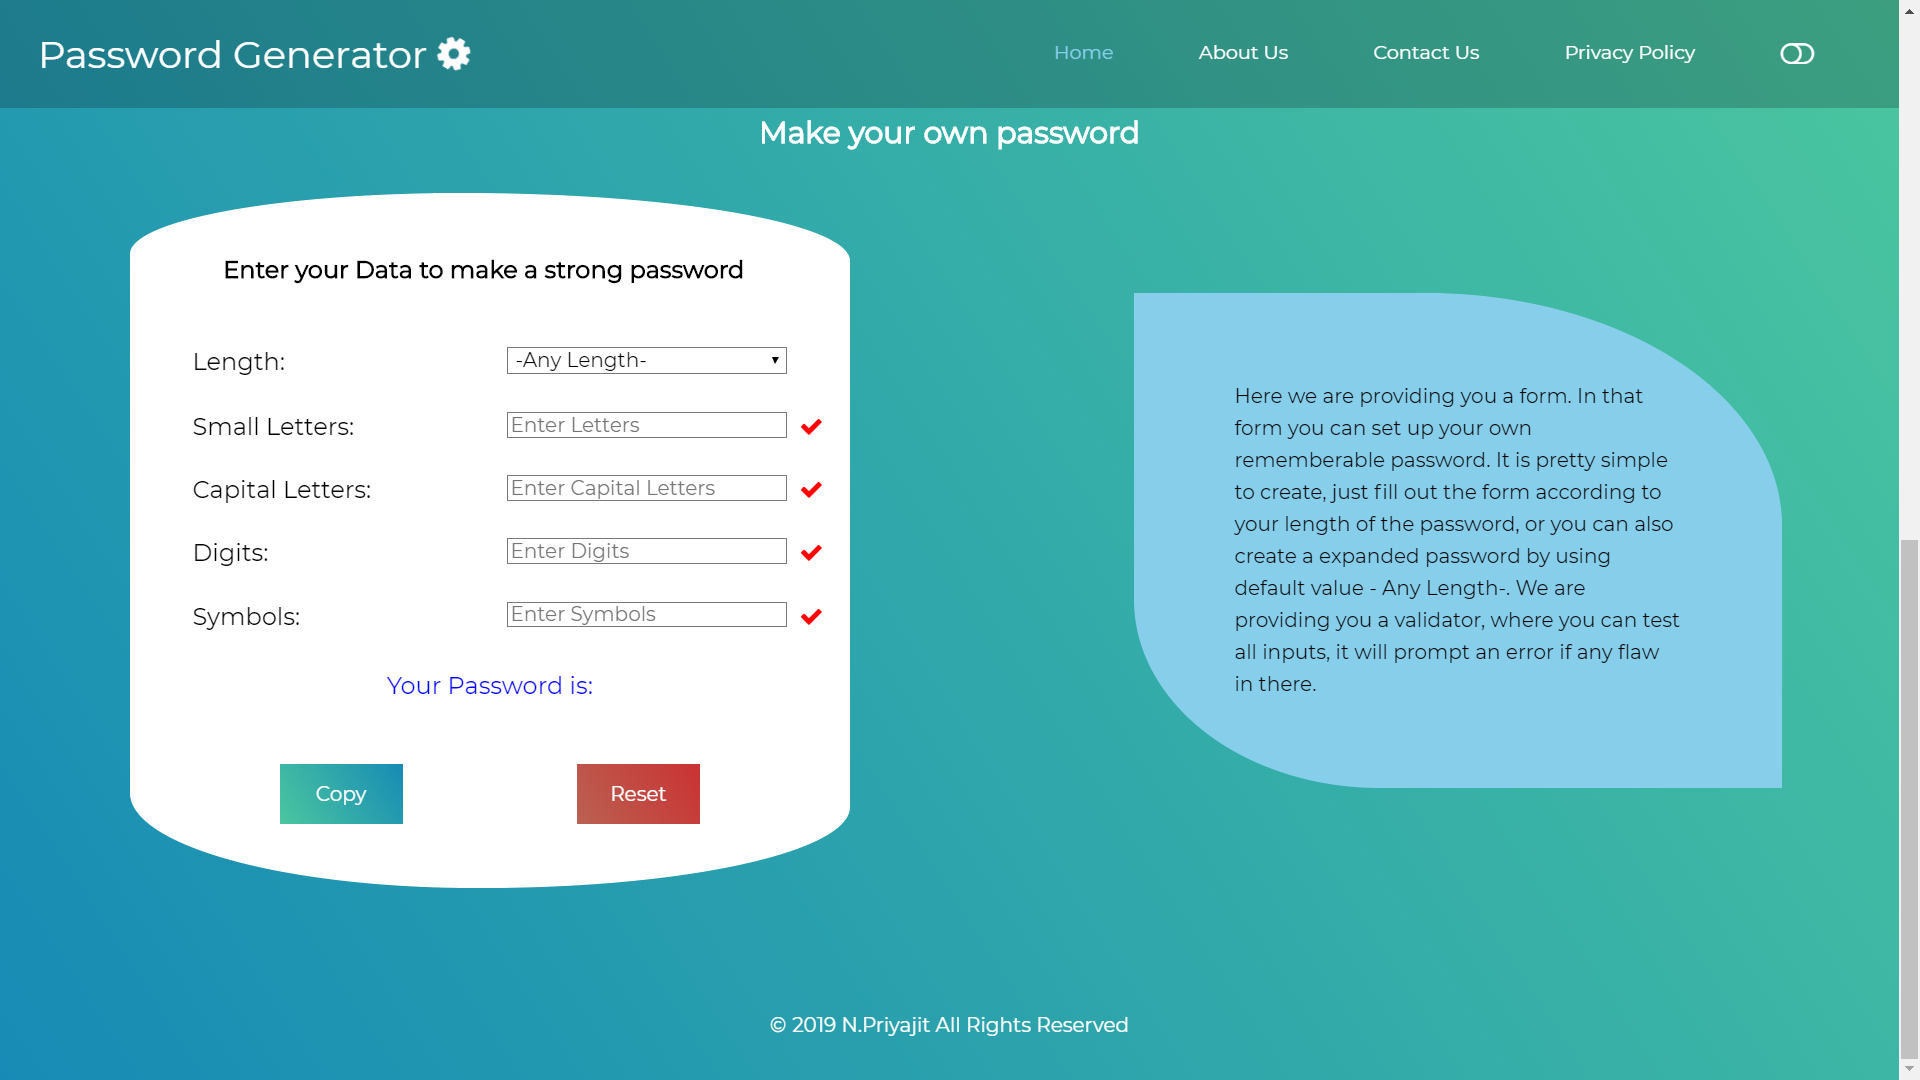 Password Generator
Home
About Us
Contact Us
Privacy Policy
Make your own password
Enter your Data to make a strong password
Length:
-Any Length-
Small Letters:
Enter Letters
Capital Letters:
Enter Capital Letters
Digits:
Enter Digits
Symbols:
Enter Symbols
Your Password is:
Copy
Reset
Here we are providing you a form. In that
form you can set up your own
rememberable password. It is pretty simple
to create, just fill out the form according to
your length of the password, or you can also
create a expanded password by using
default value - Any Length-. We are
providing you a validator, where you can test
all inputs, it will prompt an error if any flaw
in there.
© 2019 N.Priyajit All Rights Reserved